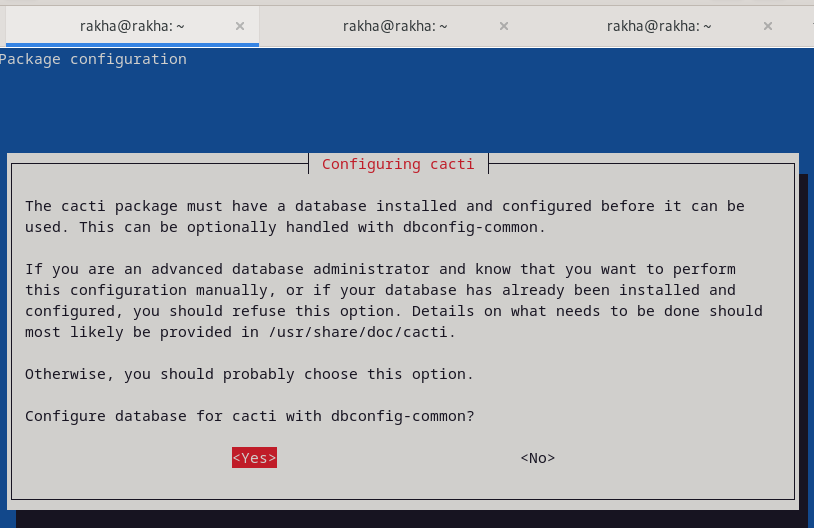 rakha@rakha: ~ × rakha@rakha: ~ × rakha@rakha: ~ ×
Package configuration
Configuring cacti
The cacti package must have a database installed and configured before it can be
used. This can be optionally handled with dbconfig-common.
If you are an advanced database administrator and know that you want to perform
this configuration manually, or if your database has already been installed and
configured, you should refuse this option. Details on what needs to be done should
most likely be provided in /usr/share/doc/cacti.
Otherwise, you should probably choose this option.
Configure database for cacti with dbconfig-common?
<Yes> <No>